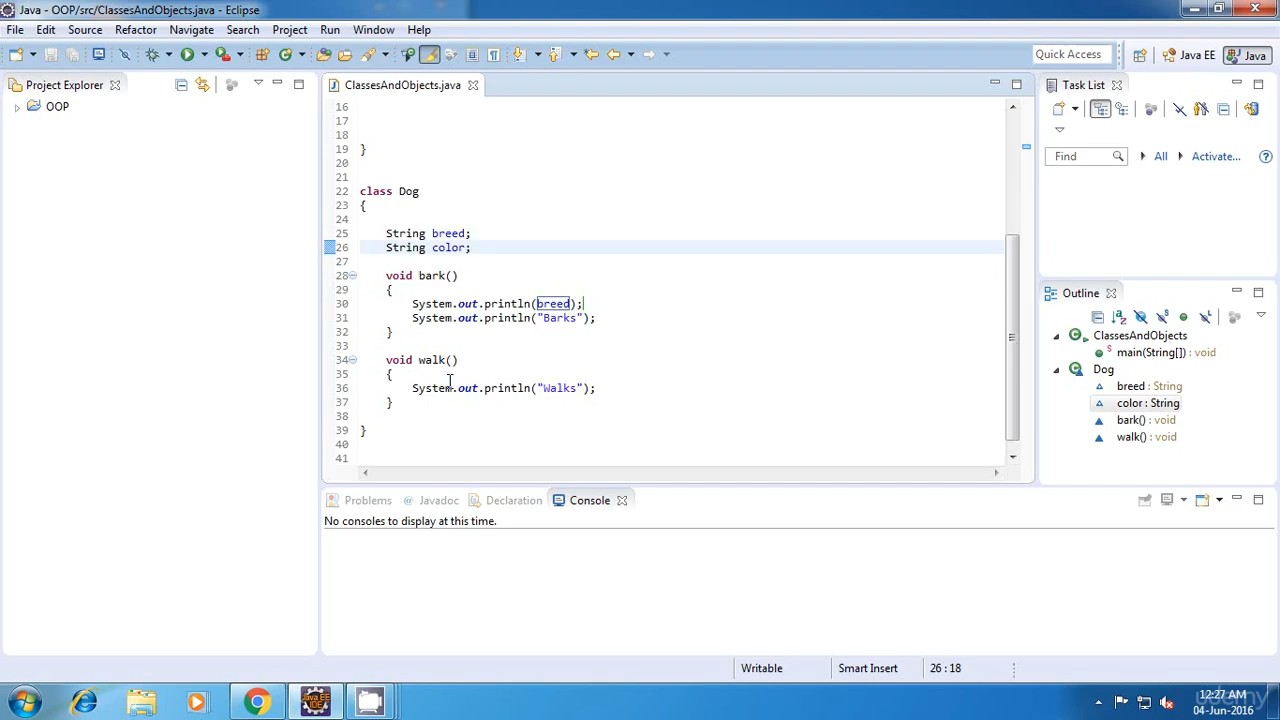 Java - OOP/src/ClassesAndObjects.java - Eclipse
File Edit Source Refactor Navigate Search Project Run Window Help
Quick Access Java EE Java
Project Explorer
OOP
ClassesAndObjects.java
16
17
18
19 }
20
21
22 class Dog
23 {
24
25 String breed;
26 String color;
27
28 void bark()
29 {
30 System.out.println(breed);
31 System.out.println("Barks");
32 }
33
34 void walk()
35 {
36 System.out.println("Walks");
37 }
38
39 }
40
41
Task List
Find All Activate...
Outline
ClassesAndObjects
main(String[]) : void
Dog
breed : String
color : String
bark() : void
walk() : void
Problems Javadoc Declaration Console
No consoles to display at this time.
Writable Smart Insert 26 : 18
Java EE IDE
12:27 AM
04-Jun-2016
udemy